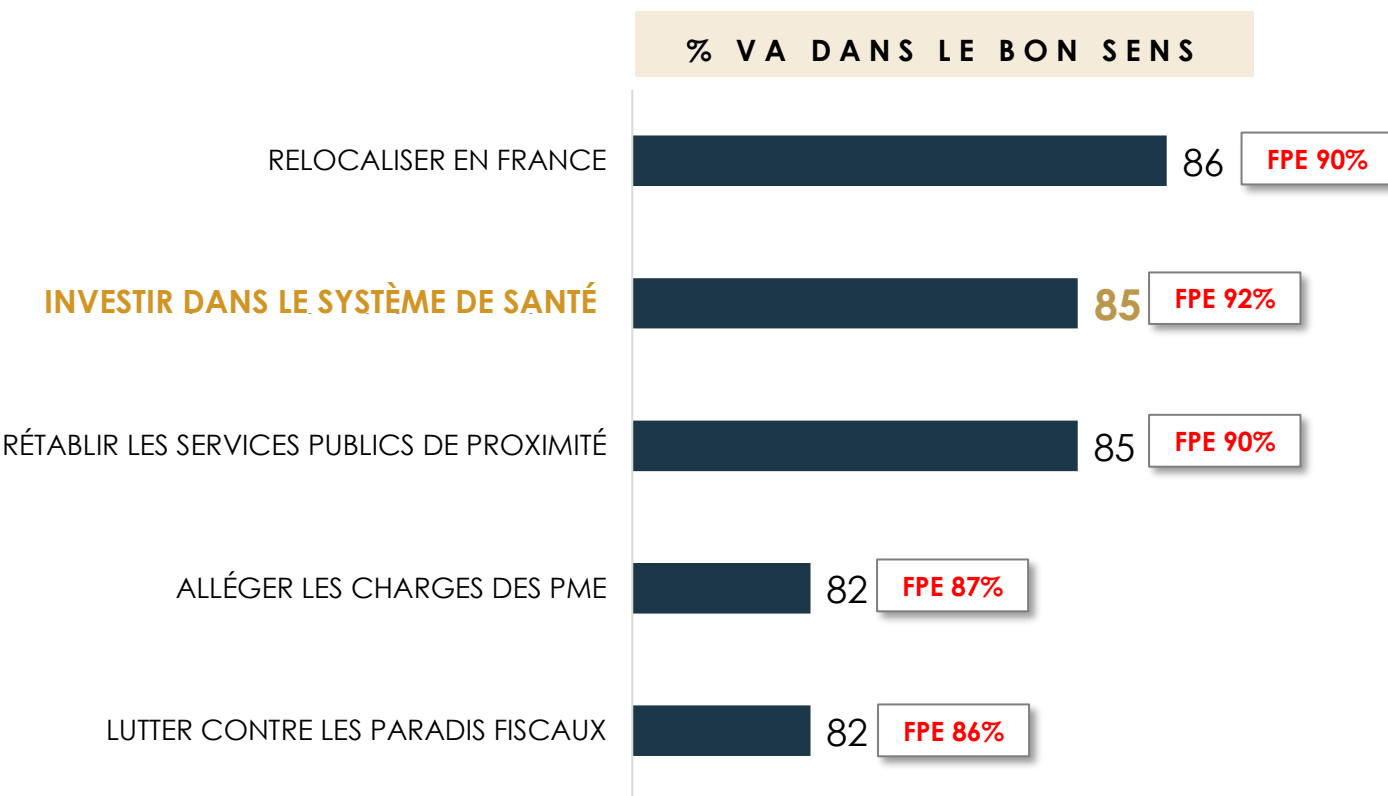 % VA DANS LE BON SENS
RELOCALISER EN FRANCE 86 FPE 90%
INVESTIR DANS LE SYSTÈME DE SANTÉ 85 FPE 92%
RÉTABLIR LES SERVICES PUBLICS DE PROXIMITÉ 85 FPE 90%
ALLÉGER LES CHARGES DES PME 82 FPE 87%
LUTTER CONTRE LES PARADIS FISCAUX 82 FPE 86%